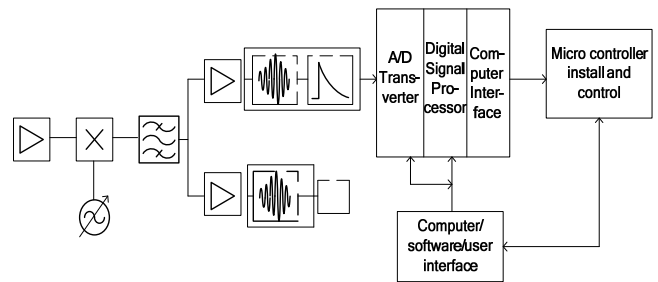 A/D
Trans-
verter
Digital
Signal
Pro-
cessor
Com-
puter
Inter-
face
Micro controller
install and
control
Computer/
software/user
interface